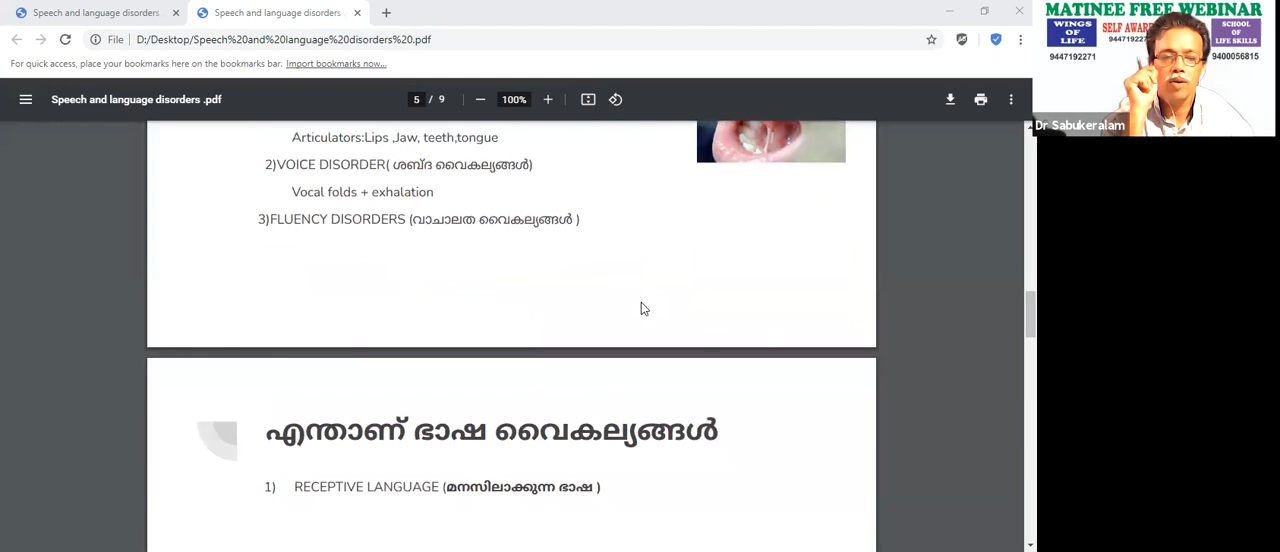 Speech and language disorders
Speech and language disorders
MATINEE FREE WEBINAR
WINGS OF LIFE
SELF AWARE
SCHOOL OF LIFE SKILLS
94471922
9447192271
9400056815
File
D:/Desktop/Speech%20and%20language%20disorders%20.pdf
For quick access, place your bookmarks here on the bookmarks bar. Import bookmarks now...
Speech and language disorders .pdf
5 / 9
100%
Dr Sabukeralam
Articulators:Lips ,Jaw, teeth,tongue
2)VOICE DISORDER( ശബ്ദ വൈകല്യങ്ങൾ)
Vocal folds + exhalation
3)FLUENCY DISORDERS (വാചാലത വൈകല്യങ്ങൾ )
എന്താണ് ഭാഷ വൈകല്യങ്ങൾ
1) RECEPTIVE LANGUAGE (മനസിലാക്കുന്ന ഭാഷ )